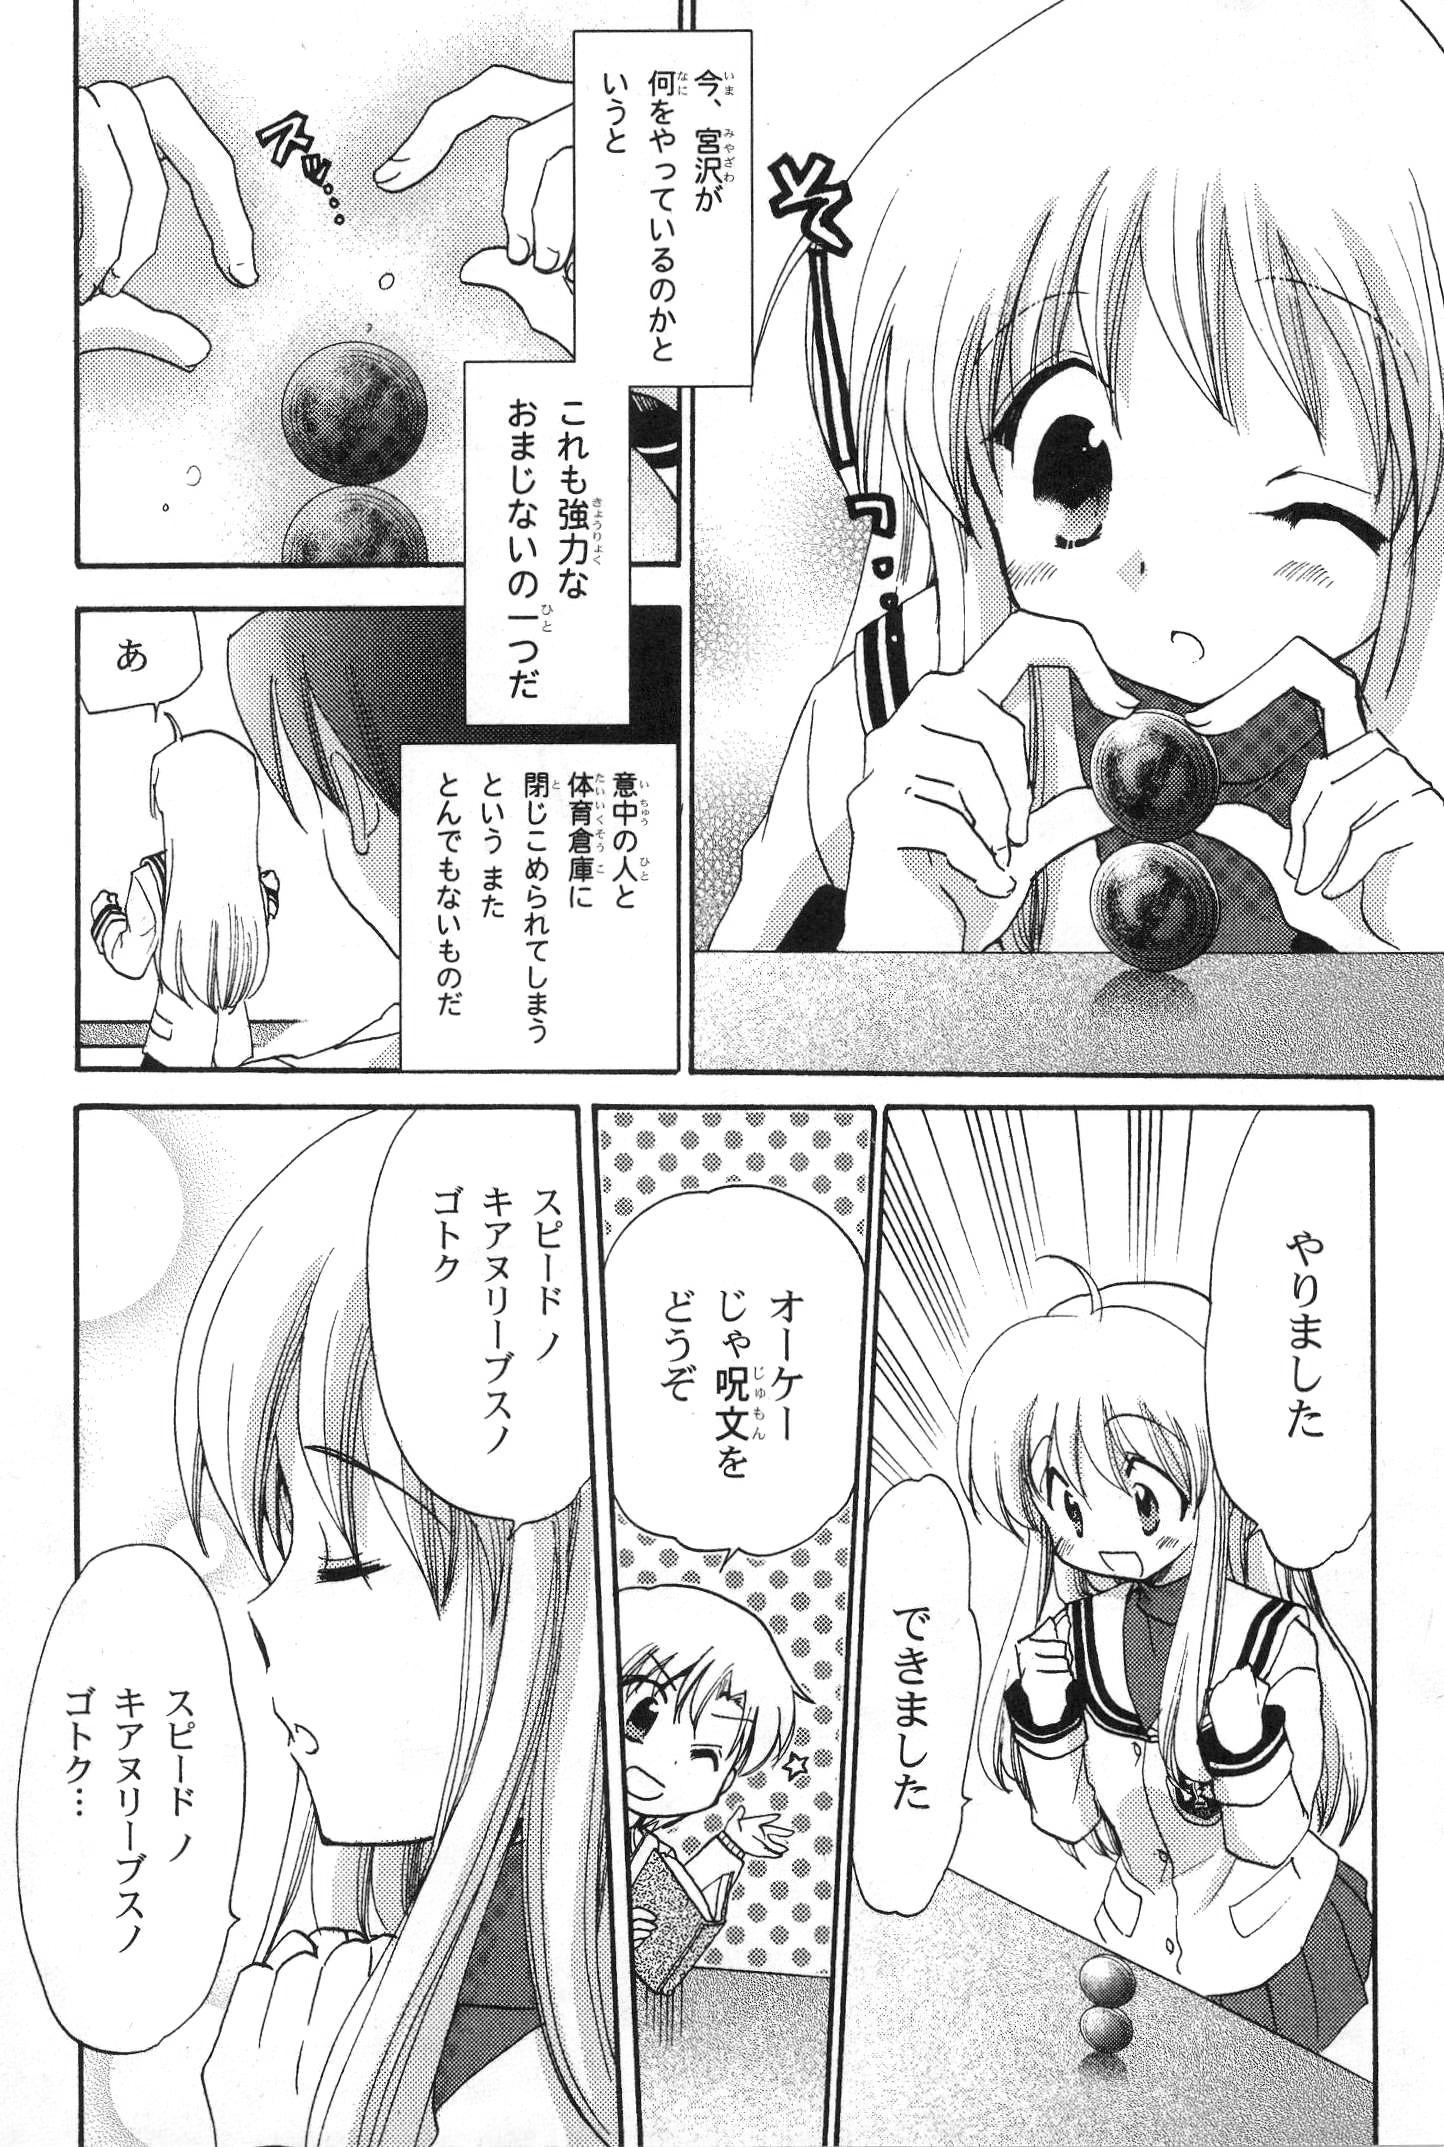 そ〜っ…
今、宮沢が
何をやっているのかと
いうと
スッ…
これも強力な
おまじないの一つだ
意中の人と
体育倉庫に
閉じこめられてしまう
という また
とんでもないものだ
あ
やりました
できました
オーケー
じゃ呪文を
どうぞ
スピード ノ
キアヌリーブスノ
ゴトク
スピード ノ
キアヌリーブスノ
ゴトク…